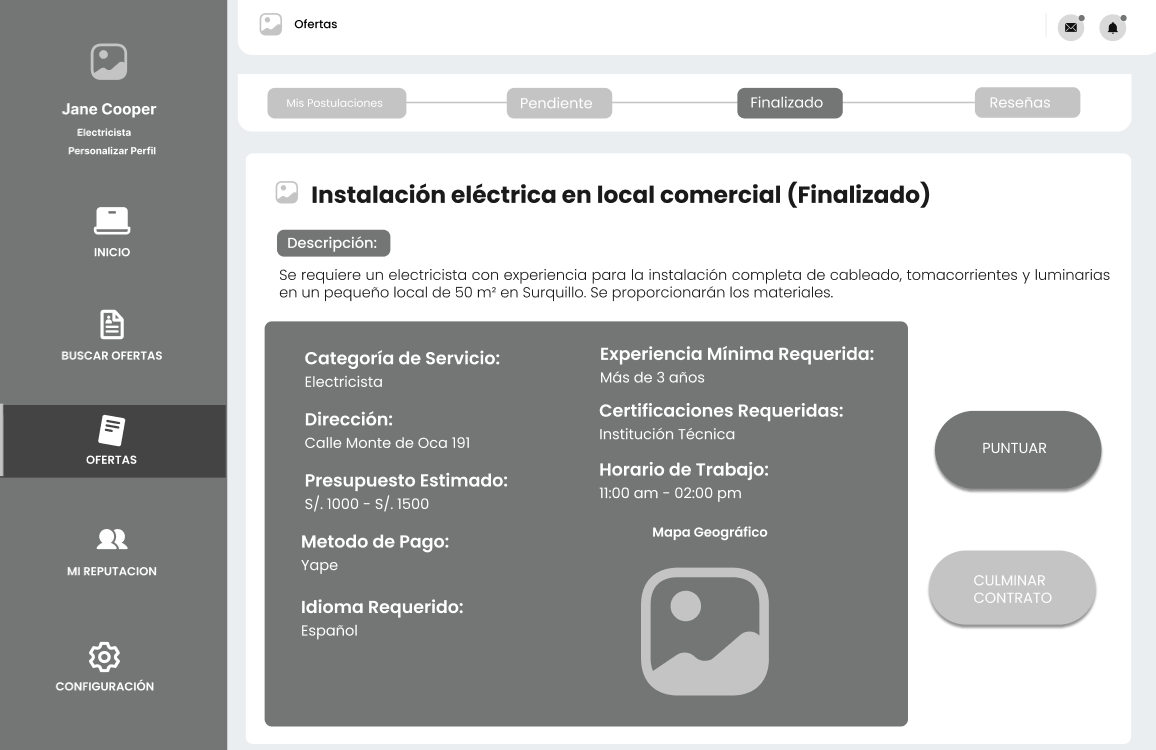 Jane Cooper
Electricista
Personalizar Perfil
INICIO
BUSCAR OFERTAS
OFERTAS
MI REPUTACION
CONFIGURACIÓN
Ofertas
Mis Postulaciones
Pendiente
Finalizado
Reseñas
Instalación eléctrica en local comercial (Finalizado)
Descripción:
Se requiere un electricista con experiencia para la instalación completa de cableado, tomacorrientes y luminarias
en un pequeño local de 50 m² en Surquillo. Se proporcionarán los materiales.
Categoría de Servicio:
Electricista
Dirección:
Calle Monte de Oca 191
Presupuesto Estimado:
S/. 1000 - S/. 1500
Metodo de Pago:
Yape
Idioma Requerido:
Español
Experiencia Mínima Requerida:
Más de 3 años
Certificaciones Requeridas:
Institución Técnica
Horario de Trabajo:
11:00 am - 02:00 pm
Mapa Geográfico
PUNTUAR
CULMINAR
CONTRATO